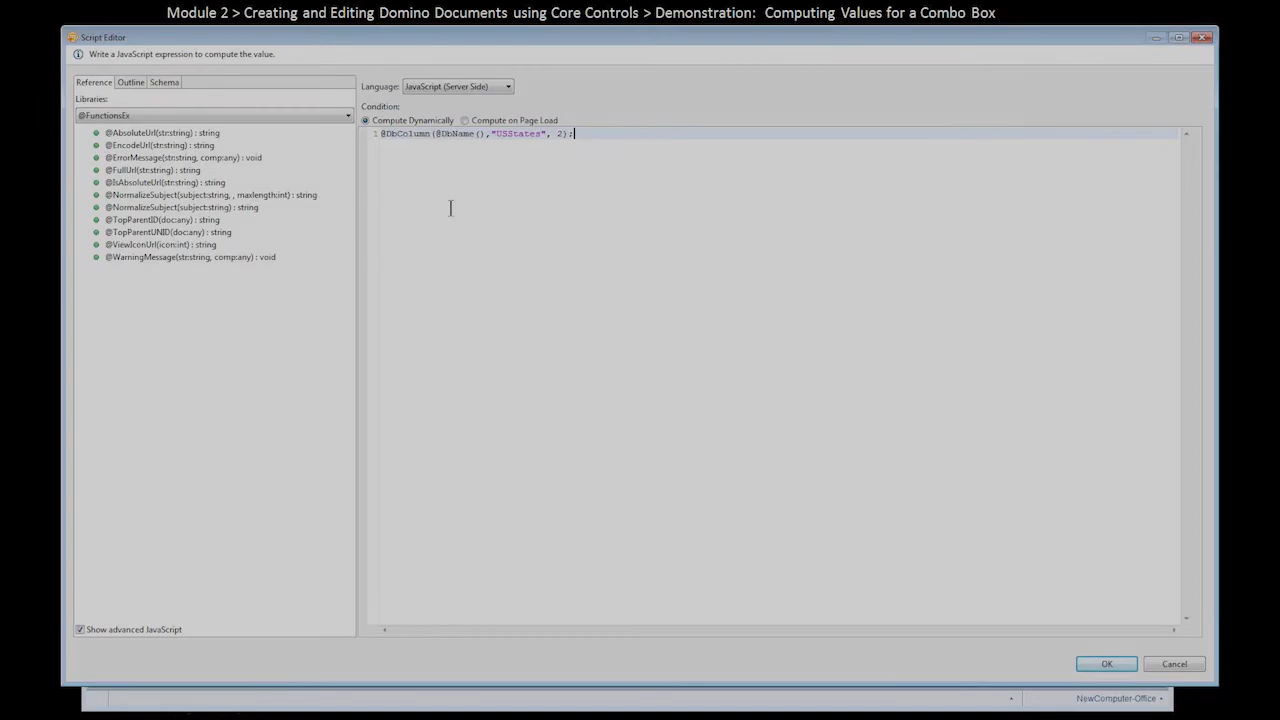 Module 2 > Creating and Editing Domino Documents using Core Controls > Demonstration: Computing Values for a Combo Box
Script Editor
Write a JavaScript expression to compute the value.
Reference Outline Schema
Libraries:
@FunctionsEx
@AbsoluteUrl(str:string) : string
@EncodeUrl(str:string) : string
@ErrorMessage(str:string, comp:any) : void
@FullUrl(str:string) : string
@IsAbsoluteUrl(str:string) : string
@NormalizeSubject(subject:string, , maxlength:int) : string
@NormalizeSubject(subject:string) : string
@TopParentID(doc:any) : string
@TopParentUNID(doc:any) : string
@ViewIconUrl(icon:int) : string
@WarningMessage(str:string, comp:any) : void
Show advanced JavaScript
Language: JavaScript (Server Side)
Condition:
Compute Dynamically Compute on Page Load
1 @DbColumn(@DbName(),"USStates", 2);
OK Cancel
NewComputer-Office